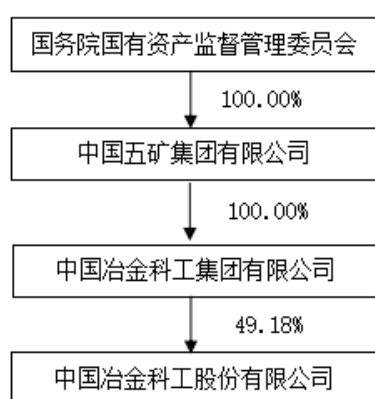 国务院国有资产监督管理委员会
100.00%
中国五矿集团有限公司
100.00%
中国冶金科工集团有限公司
49.18%
中国冶金科工股份有限公司